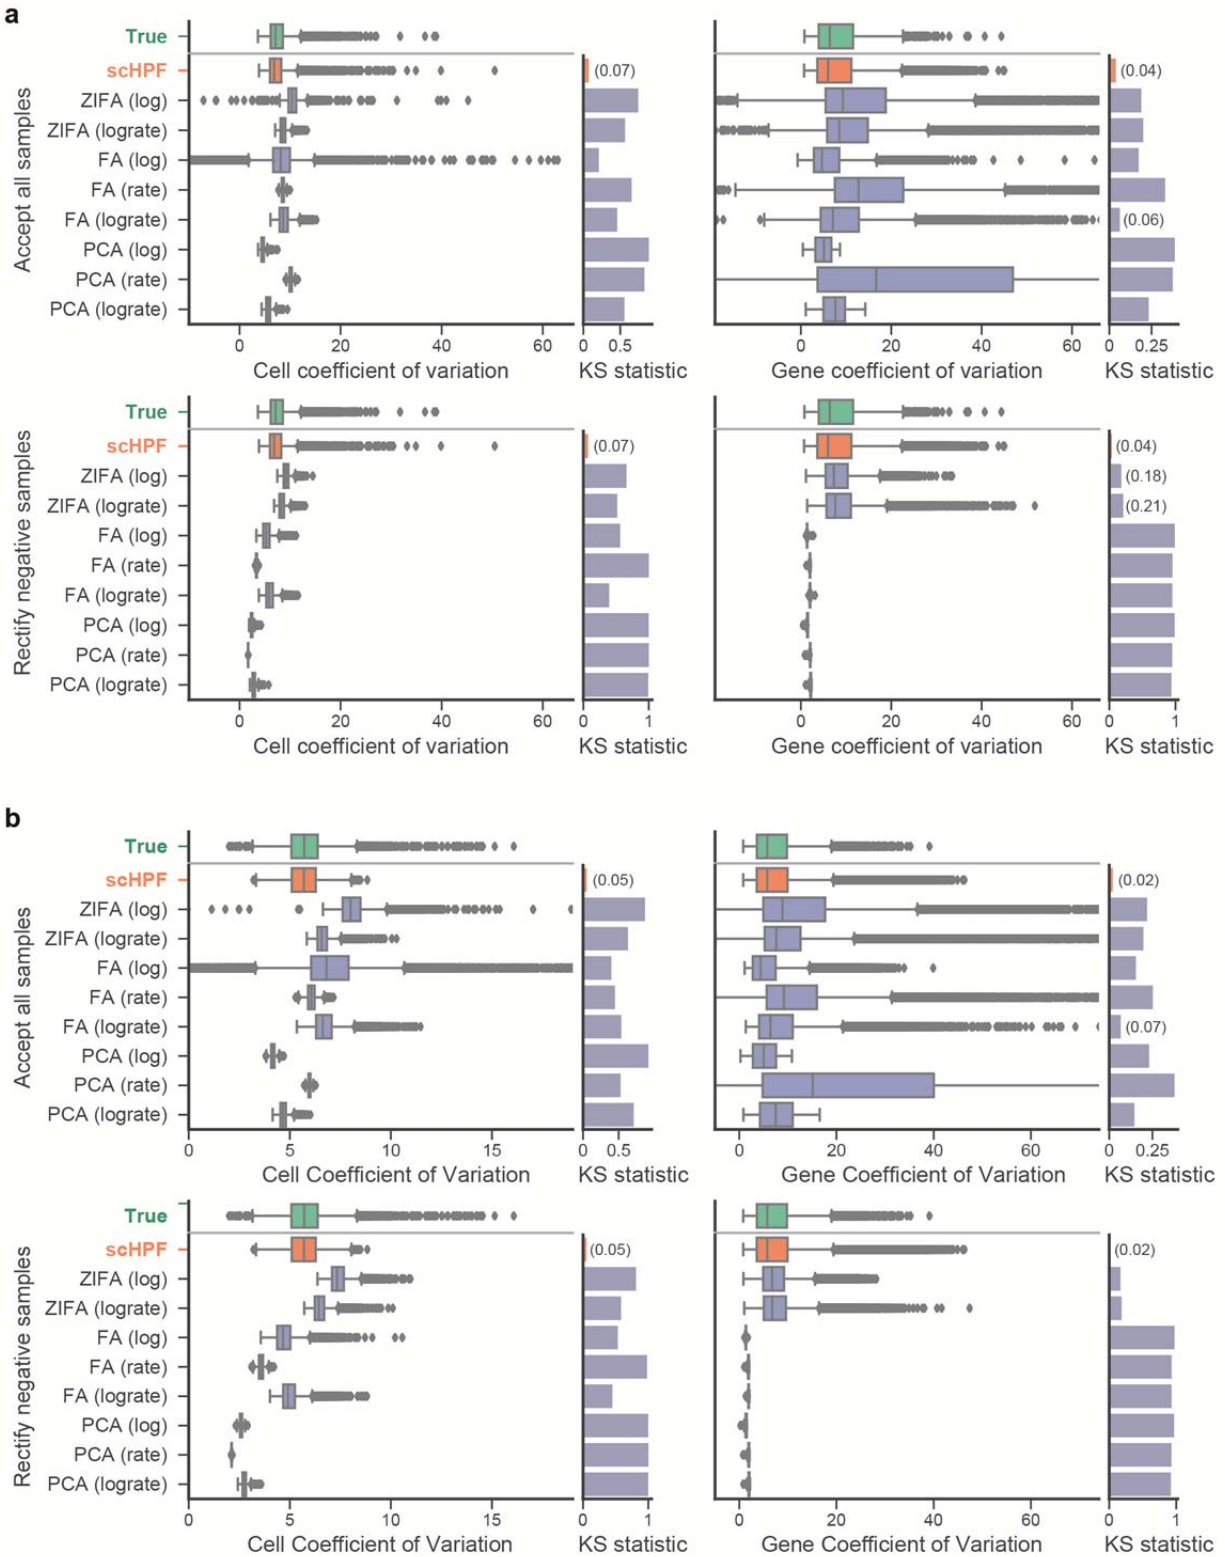 a
Accept all samples
True
scHPF
ZIFA (log)
ZIFA (lograte)
FA (log)
FA (rate)
FA (lograte)
PCA (log)
PCA (rate)
PCA (lograte)
(0.07)
0 20 40 60
Cell coefficient of variation
0 0.5
KS statistic
(0.04)
(0.06)
0 20 40 60
Gene coefficient of variation
0 0.25
KS statistic
Rectify negative samples
True
scHPF
ZIFA (log)
ZIFA (lograte)
FA (log)
FA (rate)
FA (lograte)
PCA (log)
PCA (rate)
PCA (lograte)
(0.07)
0 20 40 60
Cell coefficient of variation
0 1
KS statistic
(0.04)
(0.18)
(0.21)
0 20 40 60
Gene coefficient of variation
0 1
KS statistic
b
Accept all samples
True
scHPF
ZIFA (log)
ZIFA (lograte)
FA (log)
FA (rate)
FA (lograte)
PCA (log)
PCA (rate)
PCA (lograte)
(0.05)
0 5 10 15
Cell Coefficient of Variation
0 0.5
KS statistic
(0.02)
(0.07)
0 20 40 60
Gene Coefficient of Variation
0 0.25
KS statistic
Rectify negative samples
True
scHPF
ZIFA (log)
ZIFA (lograte)
FA (log)
FA (rate)
FA (lograte)
PCA (log)
PCA (rate)
PCA (lograte)
(0.05)
0 5 10 15
Cell Coefficient of Variation
0 1
KS statistic
(0.02)
0 20 40 60
Gene Coefficient of Variation
0 1
KS statistic